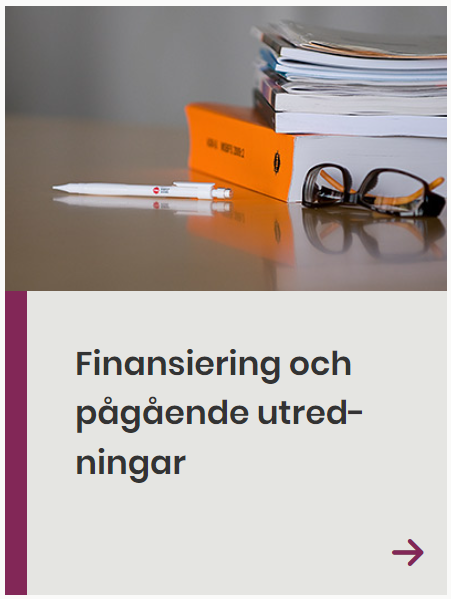 Finansiering och
pågående utred-
ningar